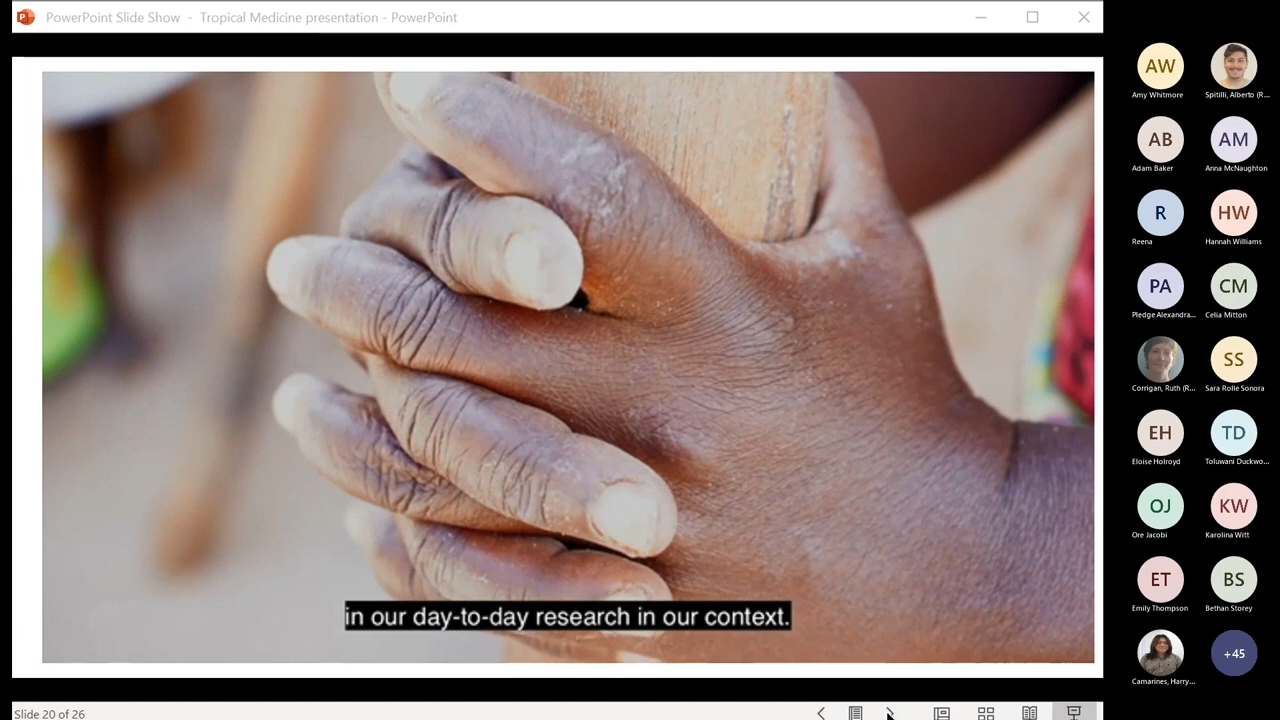 PowerPoint Slide Show - Tropical Medicine presentation - PowerPoint
AW
Amy Whitmore
Spitilli, Alberto (R...
AB
Adam Baker
AM
Anna McNaughton
R
Reena
HW
Hannah Williams
PA
Pledge Alexandra...
CM
Celia Mitton
Corrigan, Ruth (R...
SS
Sara Rolle Sonora
EH
Eloise Holroyd
TD
Toluwani Duckwo...
OJ
Ore Jacobi
KW
Karolina Witt
ET
Emily Thompson
BS
Bethan Storey
Camarines, Harry...
+45
in our day-to-day research in our context.
Slide 20 of 26